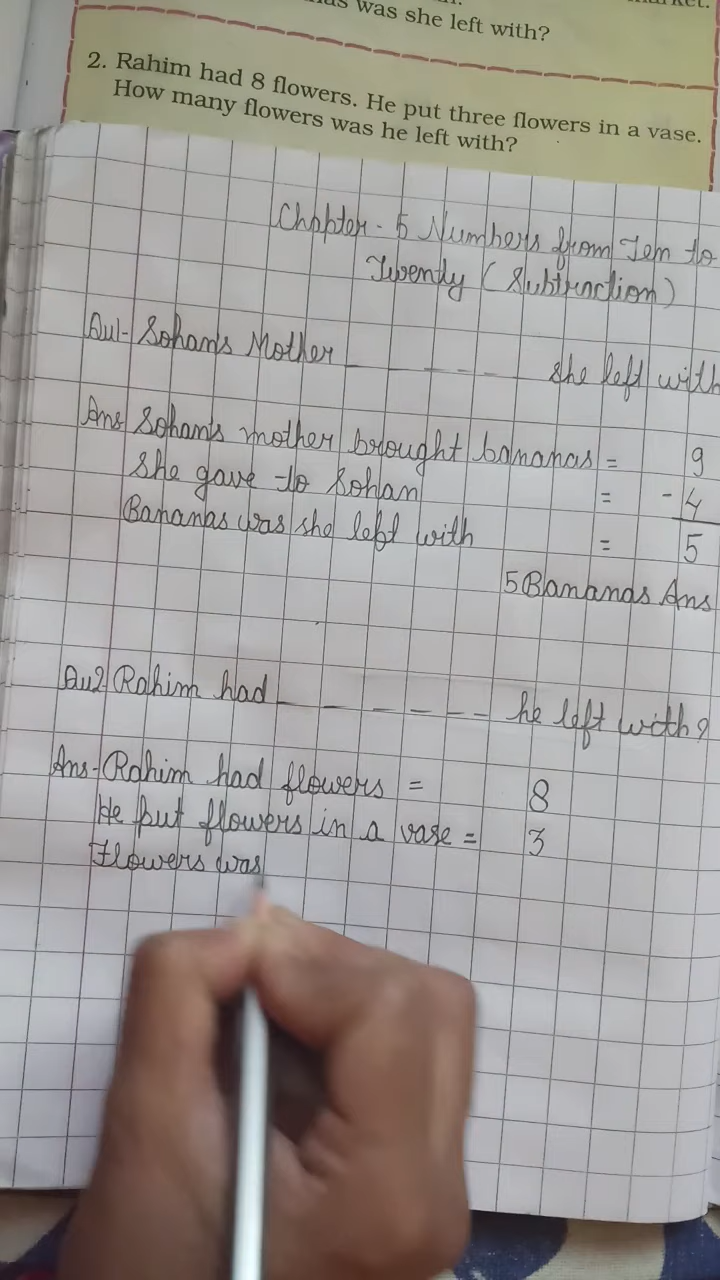 was she left with?
2. Rahim had 8 flowers. He put three flowers in a vase.
How many flowers was he left with?
Chapter - 5 Numbers from Ten to
Twenty (Subtraction)
Qu1- Sohan's Mother _ _ _ _ _ she left with
Ans Sohan's mother brought bananas = 9
She gave to Sohan = - 4
Bananas was she left with = 5
5 Bananas Ans
Qu2 Rahim had _ _ _ _ _ _ he left with?
Ans- Rahim had flowers = 8
He put flowers in a vase = 3
Flowers was